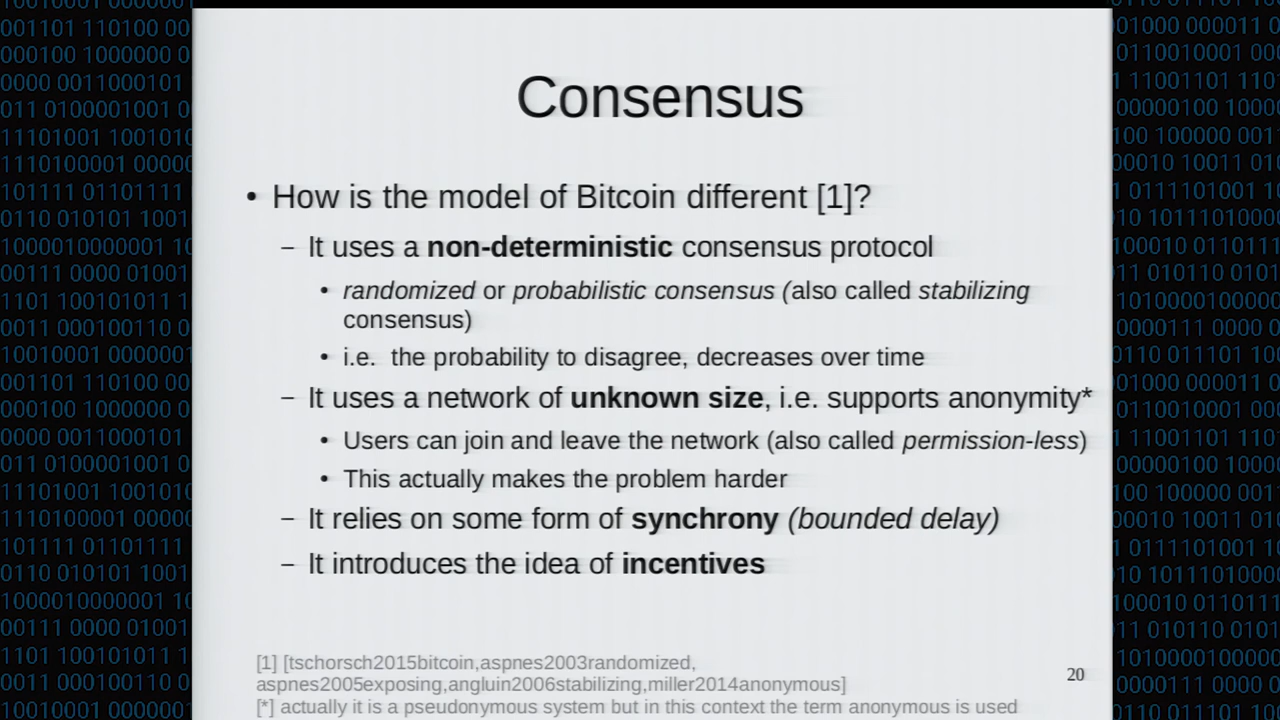 Consensus
• How is the model of Bitcoin different [1]?
– It uses a non-deterministic consensus protocol
• randomized or probabilistic consensus (also called stabilizing
consensus)
• i.e. the probability to disagree, decreases over time
– It uses a network of unknown size, i.e. supports anonymity*
• Users can join and leave the network (also called permission-less)
• This actually makes the problem harder
– It relies on some form of synchrony (bounded delay)
– It introduces the idea of incentives
[1] [tschorsch2015bitcoin,aspnes2003randomized,
aspnes2005exposing,angluin2006stabilizing,miller2014anonymous]
20
[*] actually it is a pseudonymous system but in this context the term anonymous is used